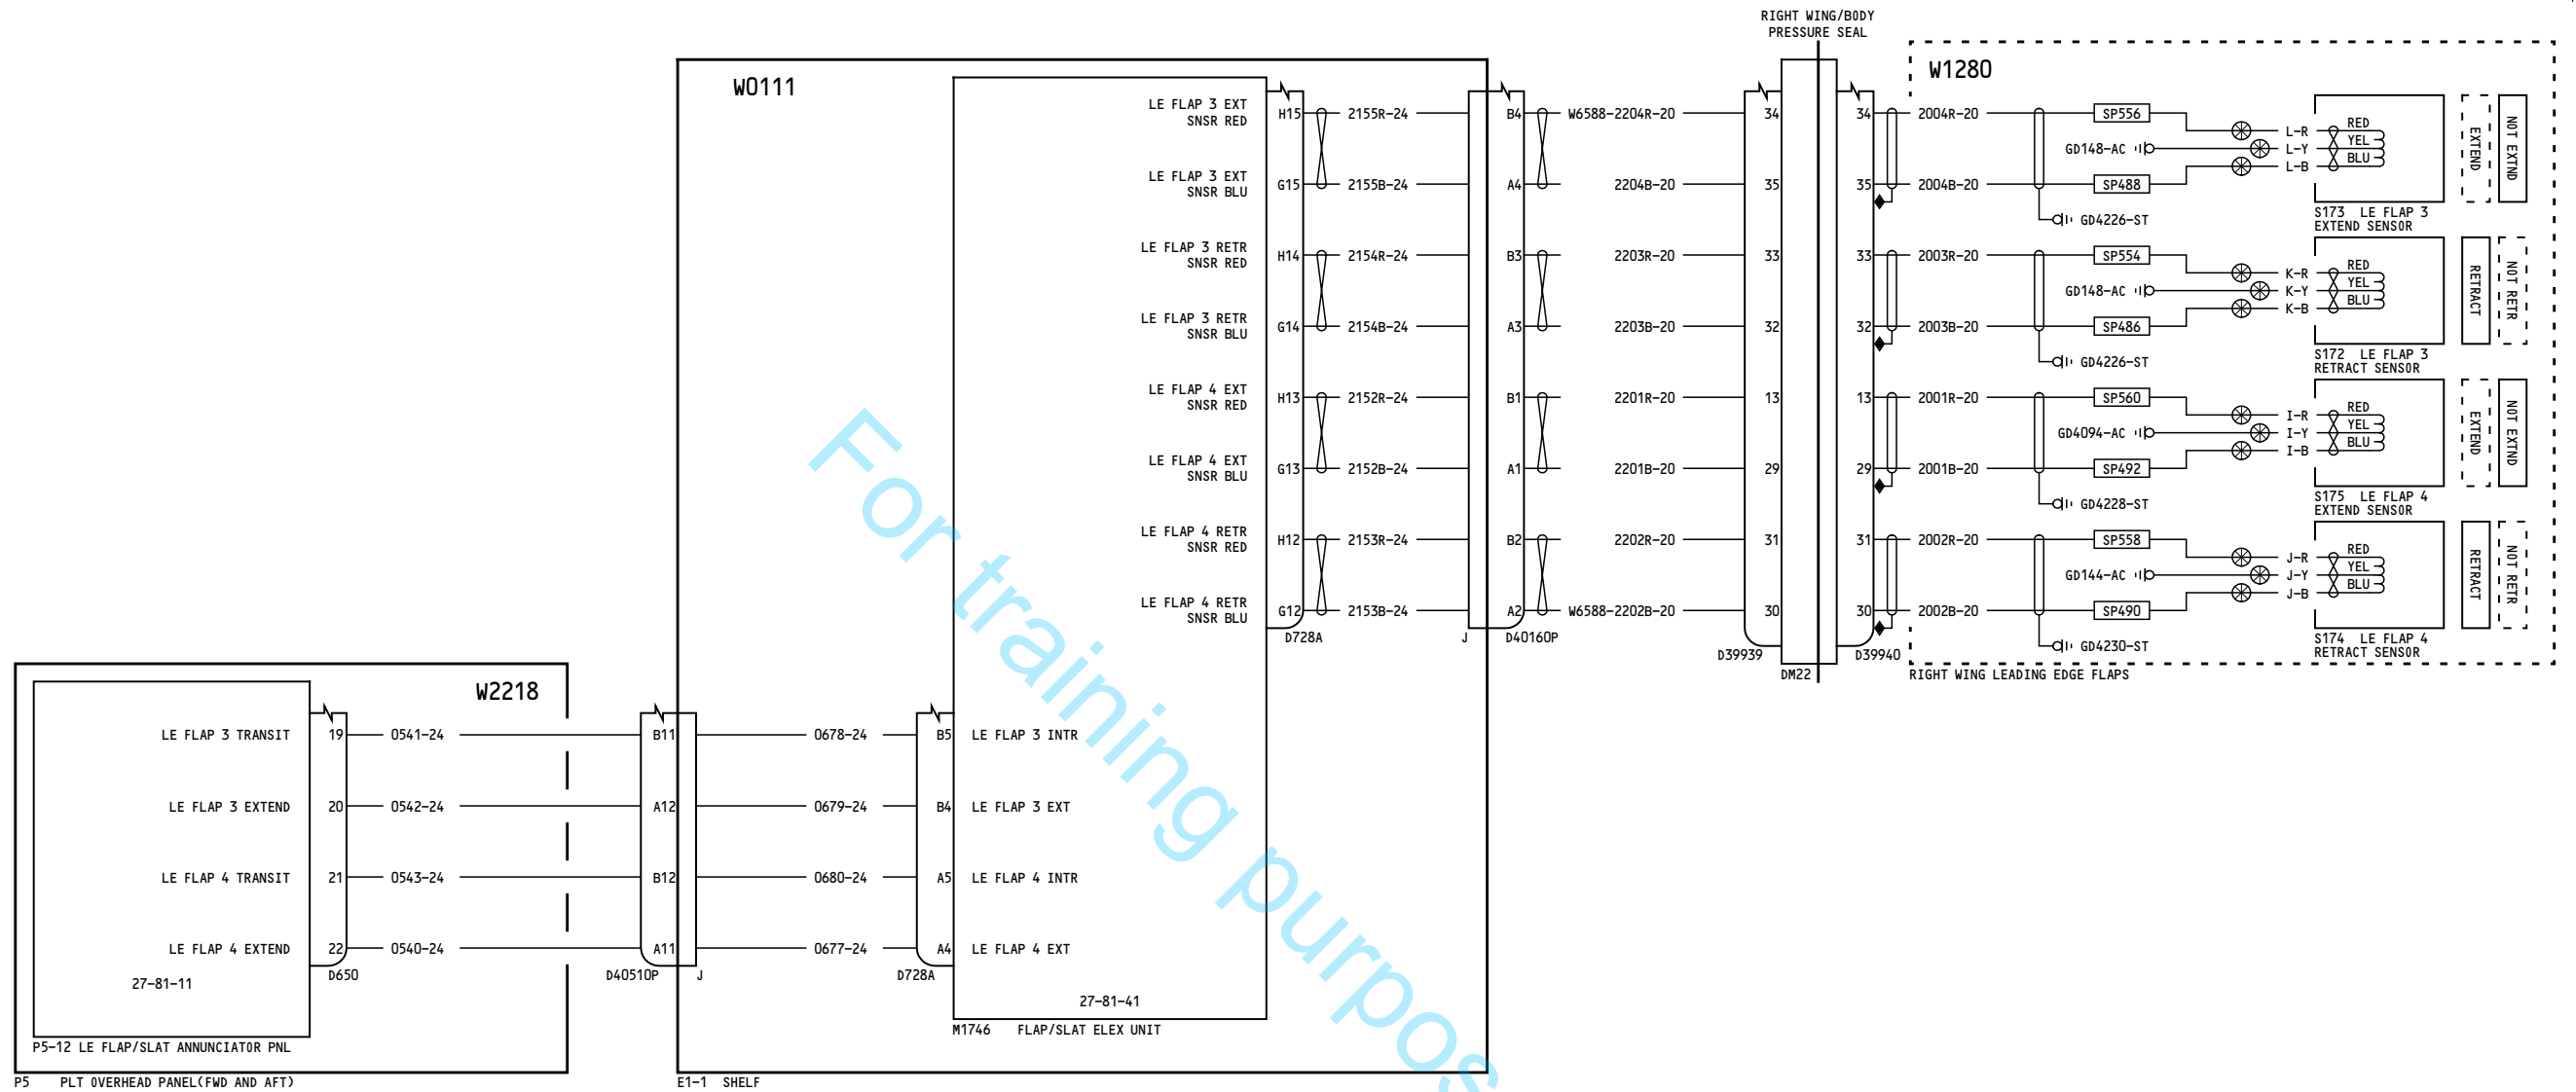 RIGHT WING/BODY
PRESSURE SEAL
W0111
W1280
LE FLAP 3 EXT
SNSR RED
H15
2155R-24
B4
W6588-2204R-20
34
34
2004R-20
SP556
L-R
RED
GD148-AC
L-Y
YEL
L-B
BLU
EXTEND
NOT EXTND
LE FLAP 3 EXT
SNSR BLU
G15
2155B-24
A4
2204B-20
35
35
2004B-20
SP488
GD4226-ST
S173 LE FLAP 3
EXTEND SENSOR
LE FLAP 3 RETR
SNSR RED
H14
2154R-24
B3
2203R-20
33
33
2003R-20
SP554
K-R
RED
GD148-AC
K-Y
YEL
K-B
BLU
RETRACT
NOT RETR
LE FLAP 3 RETR
SNSR BLU
G14
2154B-24
A3
2203B-20
32
32
2003B-20
SP486
GD4226-ST
S172 LE FLAP 3
RETRACT SENSOR
LE FLAP 4 EXT
SNSR RED
H13
2152R-24
B1
2201R-20
13
13
2001R-20
SP560
I-R
RED
GD4094-AC
I-Y
YEL
I-B
BLU
EXTEND
NOT EXTND
LE FLAP 4 EXT
SNSR BLU
G13
2152B-24
A1
2201B-20
29
29
2001B-20
SP492
GD4228-ST
S175 LE FLAP 4
EXTEND SENSOR
LE FLAP 4 RETR
SNSR RED
H12
2153R-24
B2
2202R-20
31
31
2002R-20
SP558
J-R
RED
GD144-AC
J-Y
YEL
J-B
BLU
RETRACT
NOT RETR
LE FLAP 4 RETR
SNSR BLU
G12
2153B-24
A2
W6588-2202B-20
30
30
2002B-20
SP490
GD4230-ST
S174 LE FLAP 4
RETRACT SENSOR
D728A
J
D40160P
D39939
D39940
DM22
RIGHT WING LEADING EDGE FLAPS
W2218
LE FLAP 3 TRANSIT
19
0541-24
B11
0678-24
B5
LE FLAP 3 INTR
LE FLAP 3 EXTEND
20
0542-24
A12
0679-24
B4
LE FLAP 3 EXT
LE FLAP 4 TRANSIT
21
0543-24
B12
0680-24
A5
LE FLAP 4 INTR
LE FLAP 4 EXTEND
22
0540-24
A11
0677-24
A4
LE FLAP 4 EXT
27-81-11
D650
D40510P
J
D728A
27-81-41
M1746 FLAP/SLAT ELEX UNIT
P5-12 LE FLAP/SLAT ANNUNCIATOR PNL
P5 PLT OVERHEAD PANEL(FWD AND AFT)
E1-1 SHELF
For training purpos